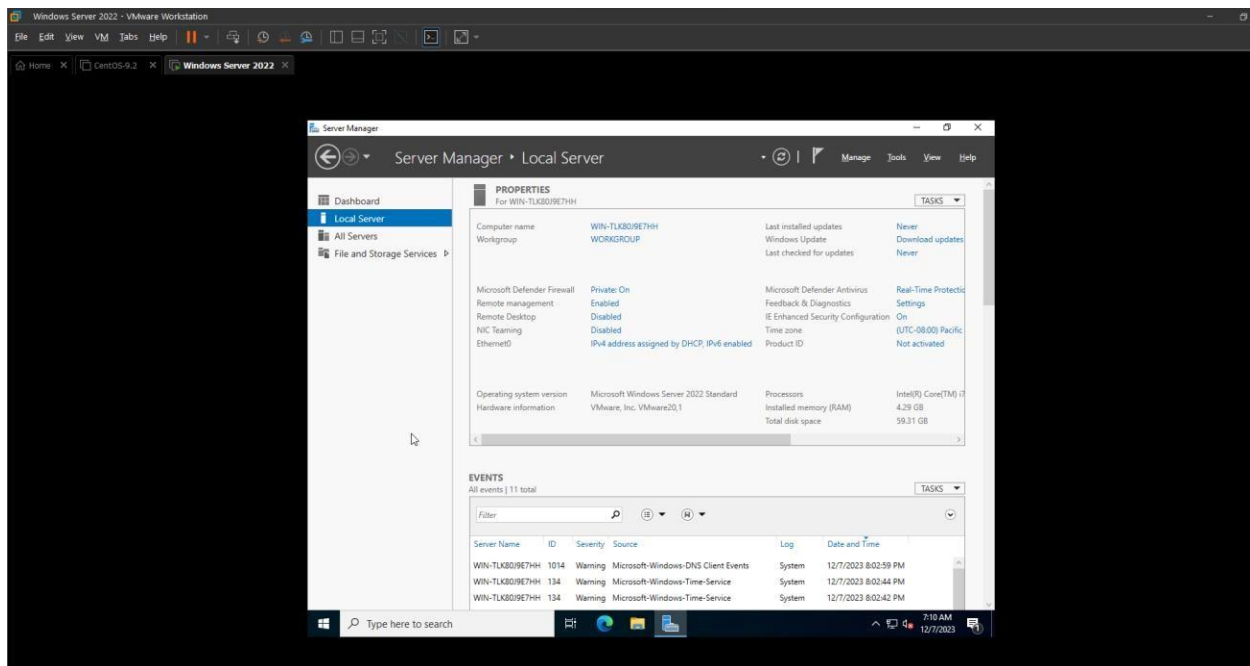 Windows Server 2022 - VMware Workstation
File Edit View VM Tabs Help
Home CentOS-9.2 Windows Server 2022
Server Manager
Server Manager Local Server Manage Tools View Help
Dashboard
Local Server
All Servers
File and Storage Services
PROPERTIES
For WIN-TLK80J9E7HH
TASKS
Computer name WIN-TLK80J9E7HH Last installed updates Never
Workgroup WORKGROUP Windows Update Download updates
Last checked for updates Never
Microsoft Defender Firewall Private: On Microsoft Defender Antivirus Real-Time Protectic
Remote management Enabled Feedback & Diagnostics Settings
Remote Desktop Disabled IE Enhanced Security Configuration On
NIC Teaming Disabled Time zone (UTC-08:00) Pacific
Ethernet0 IPv4 address assigned by DHCP, IPv6 enabled Product ID Not activated
Operating system version Microsoft Windows Server 2022 Standard Processors Intel(R) Core(TM) i7
Hardware information VMware, Inc. VMware20,1 Installed memory (RAM) 4.29 GB
Total disk space 59.31 GB
EVENTS
All events | 11 total
TASKS
Filter
Server Name ID Severity Source Log Date and Time
WIN-TLK80J9E7HH 1014 Warning Microsoft-Windows-DNS Client Events System 12/7/2023 8:02:59 PM
WIN-TLK80J9E7HH 134 Warning Microsoft-Windows-Time-Service System 12/7/2023 8:02:44 PM
WIN-TLK80J9E7HH 134 Warning Microsoft-Windows-Time-Service System 12/7/2023 8:02:42 PM
Type here to search
7:10 AM
12/7/2023